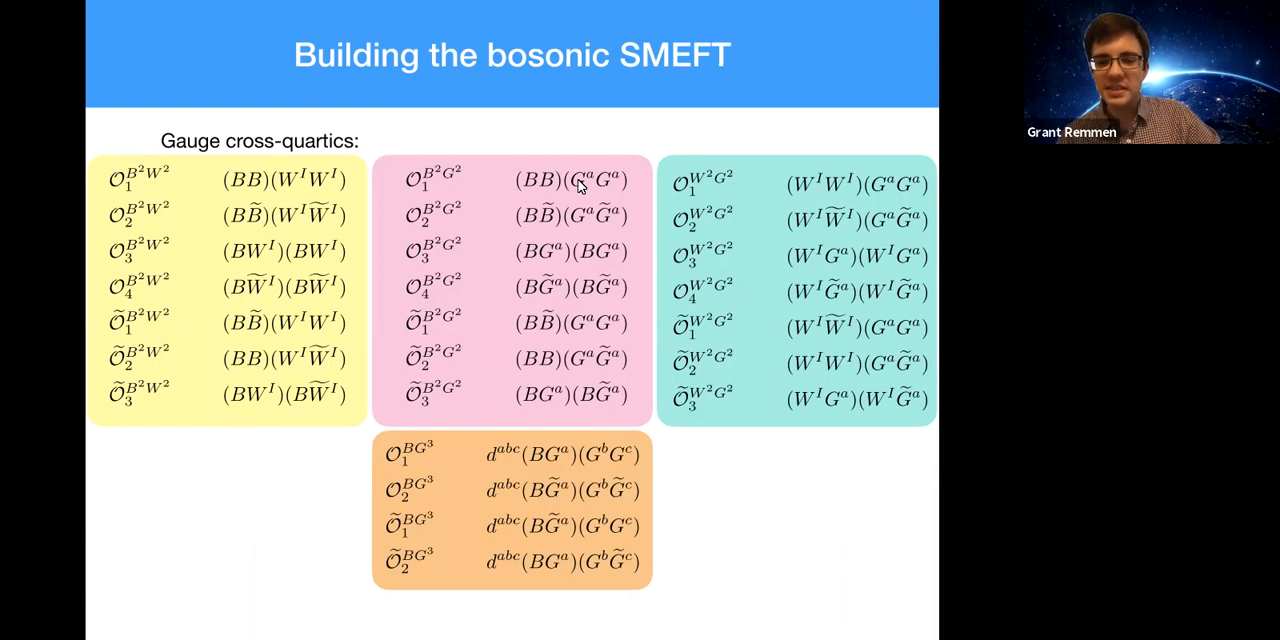 Building the bosonic SMEFT
Grant Remmen
Gauge cross-quartics:
𝒪₁^{B²W²} (BB)(W^I W^I)
𝒪₂^{B²W²} (BB̃)(W^I W̃^I)
𝒪₃^{B²W²} (BW^I)(BW^I)
𝒪₄^{B²W²} (BW̃^I)(BW̃^I)
𝒪̃₁^{B²W²} (BB̃)(W^I W^I)
𝒪̃₂^{B²W²} (BB)(W^I W̃^I)
𝒪̃₃^{B²W²} (BW^I)(BW̃^I)
𝒪₁^{B²G²} (BB)(G^a G^a)
𝒪₂^{B²G²} (BB̃)(G^a G̃^a)
𝒪₃^{B²G²} (BG^a)(BG^a)
𝒪₄^{B²G²} (BG̃^a)(BG̃^a)
𝒪̃₁^{B²G²} (BB̃)(G^a G^a)
𝒪̃₂^{B²G²} (BB)(G^a G̃^a)
𝒪̃₃^{B²G²} (BG^a)(BG̃^a)
𝒪₁^{W²G²} (W^I W^I)(G^a G^a)
𝒪₂^{W²G²} (W^I W̃^I)(G^a G̃^a)
𝒪₃^{W²G²} (W^I G^a)(W^I G^a)
𝒪₄^{W²G²} (W^I G̃^a)(W^I G̃^a)
𝒪̃₁^{W²G²} (W^I W̃^I)(G^a G^a)
𝒪̃₂^{W²G²} (W^I W^I)(G^a G̃^a)
𝒪̃₃^{W²G²} (W^I G^a)(W^I G̃^a)
𝒪₁^{BG³} d^{abc}(BG^a)(G^b G^c)
𝒪₂^{BG³} d^{abc}(BG̃^a)(G^b G̃^c)
𝒪̃₁^{BG³} d^{abc}(BG̃^a)(G^b G^c)
𝒪̃₂^{BG³} d^{abc}(BG^a)(G^b G̃^c)